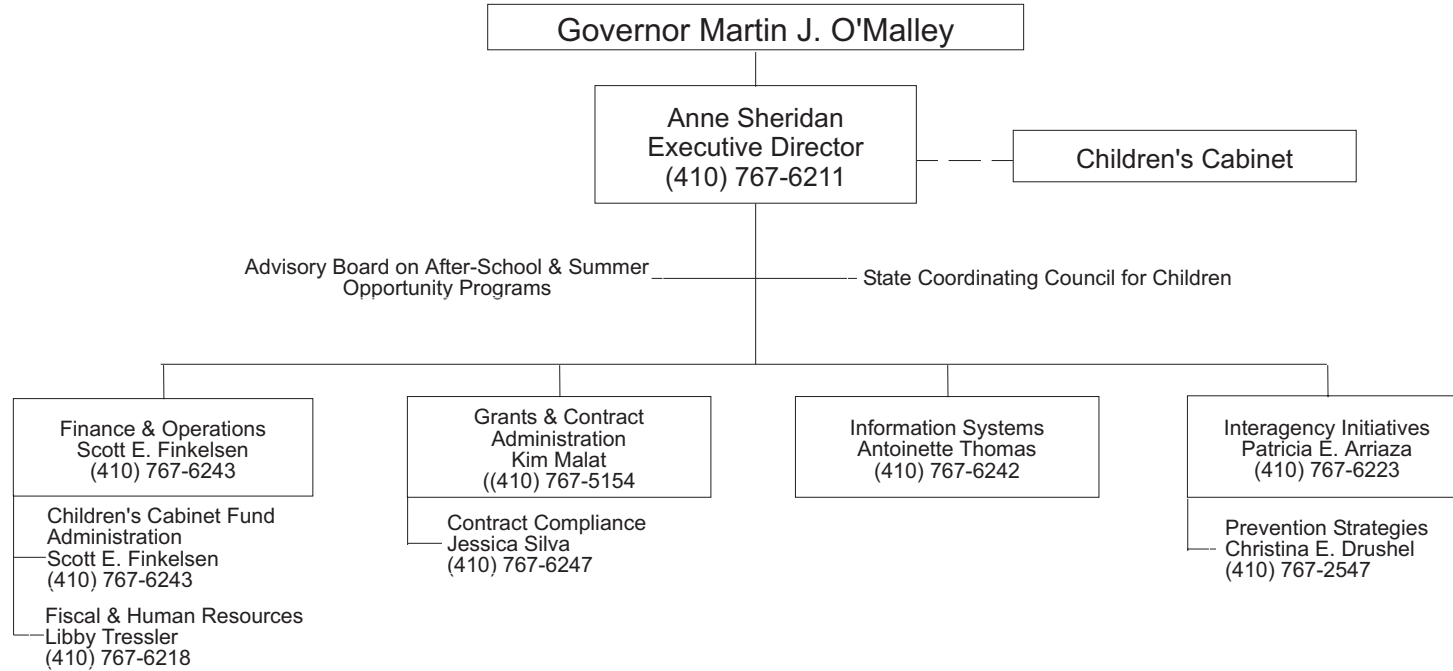 Governor Martin J. O'Malley
Anne Sheridan
Executive Director
(410) 767-6211
Children's Cabinet
Advisory Board on After-School & Summer
Opportunity Programs
State Coordinating Council for Children
Finance & Operations
Scott E. Finkelsen
(410) 767-6243
Children's Cabinet Fund
Administration
Scott E. Finkelsen
(410) 767-6243
Fiscal & Human Resources
Libby Tressler
(410) 767-6218
Grants & Contract
Administration
Kim Malat
((410) 767-5154
Contract Compliance
Jessica Silva
(410) 767-6247
Information Systems
Antoinette Thomas
(410) 767-6242
Interagency Initiatives
Patricia E. Arriaza
(410) 767-6223
Prevention Strategies
Christina E. Drushel
(410) 767-2547